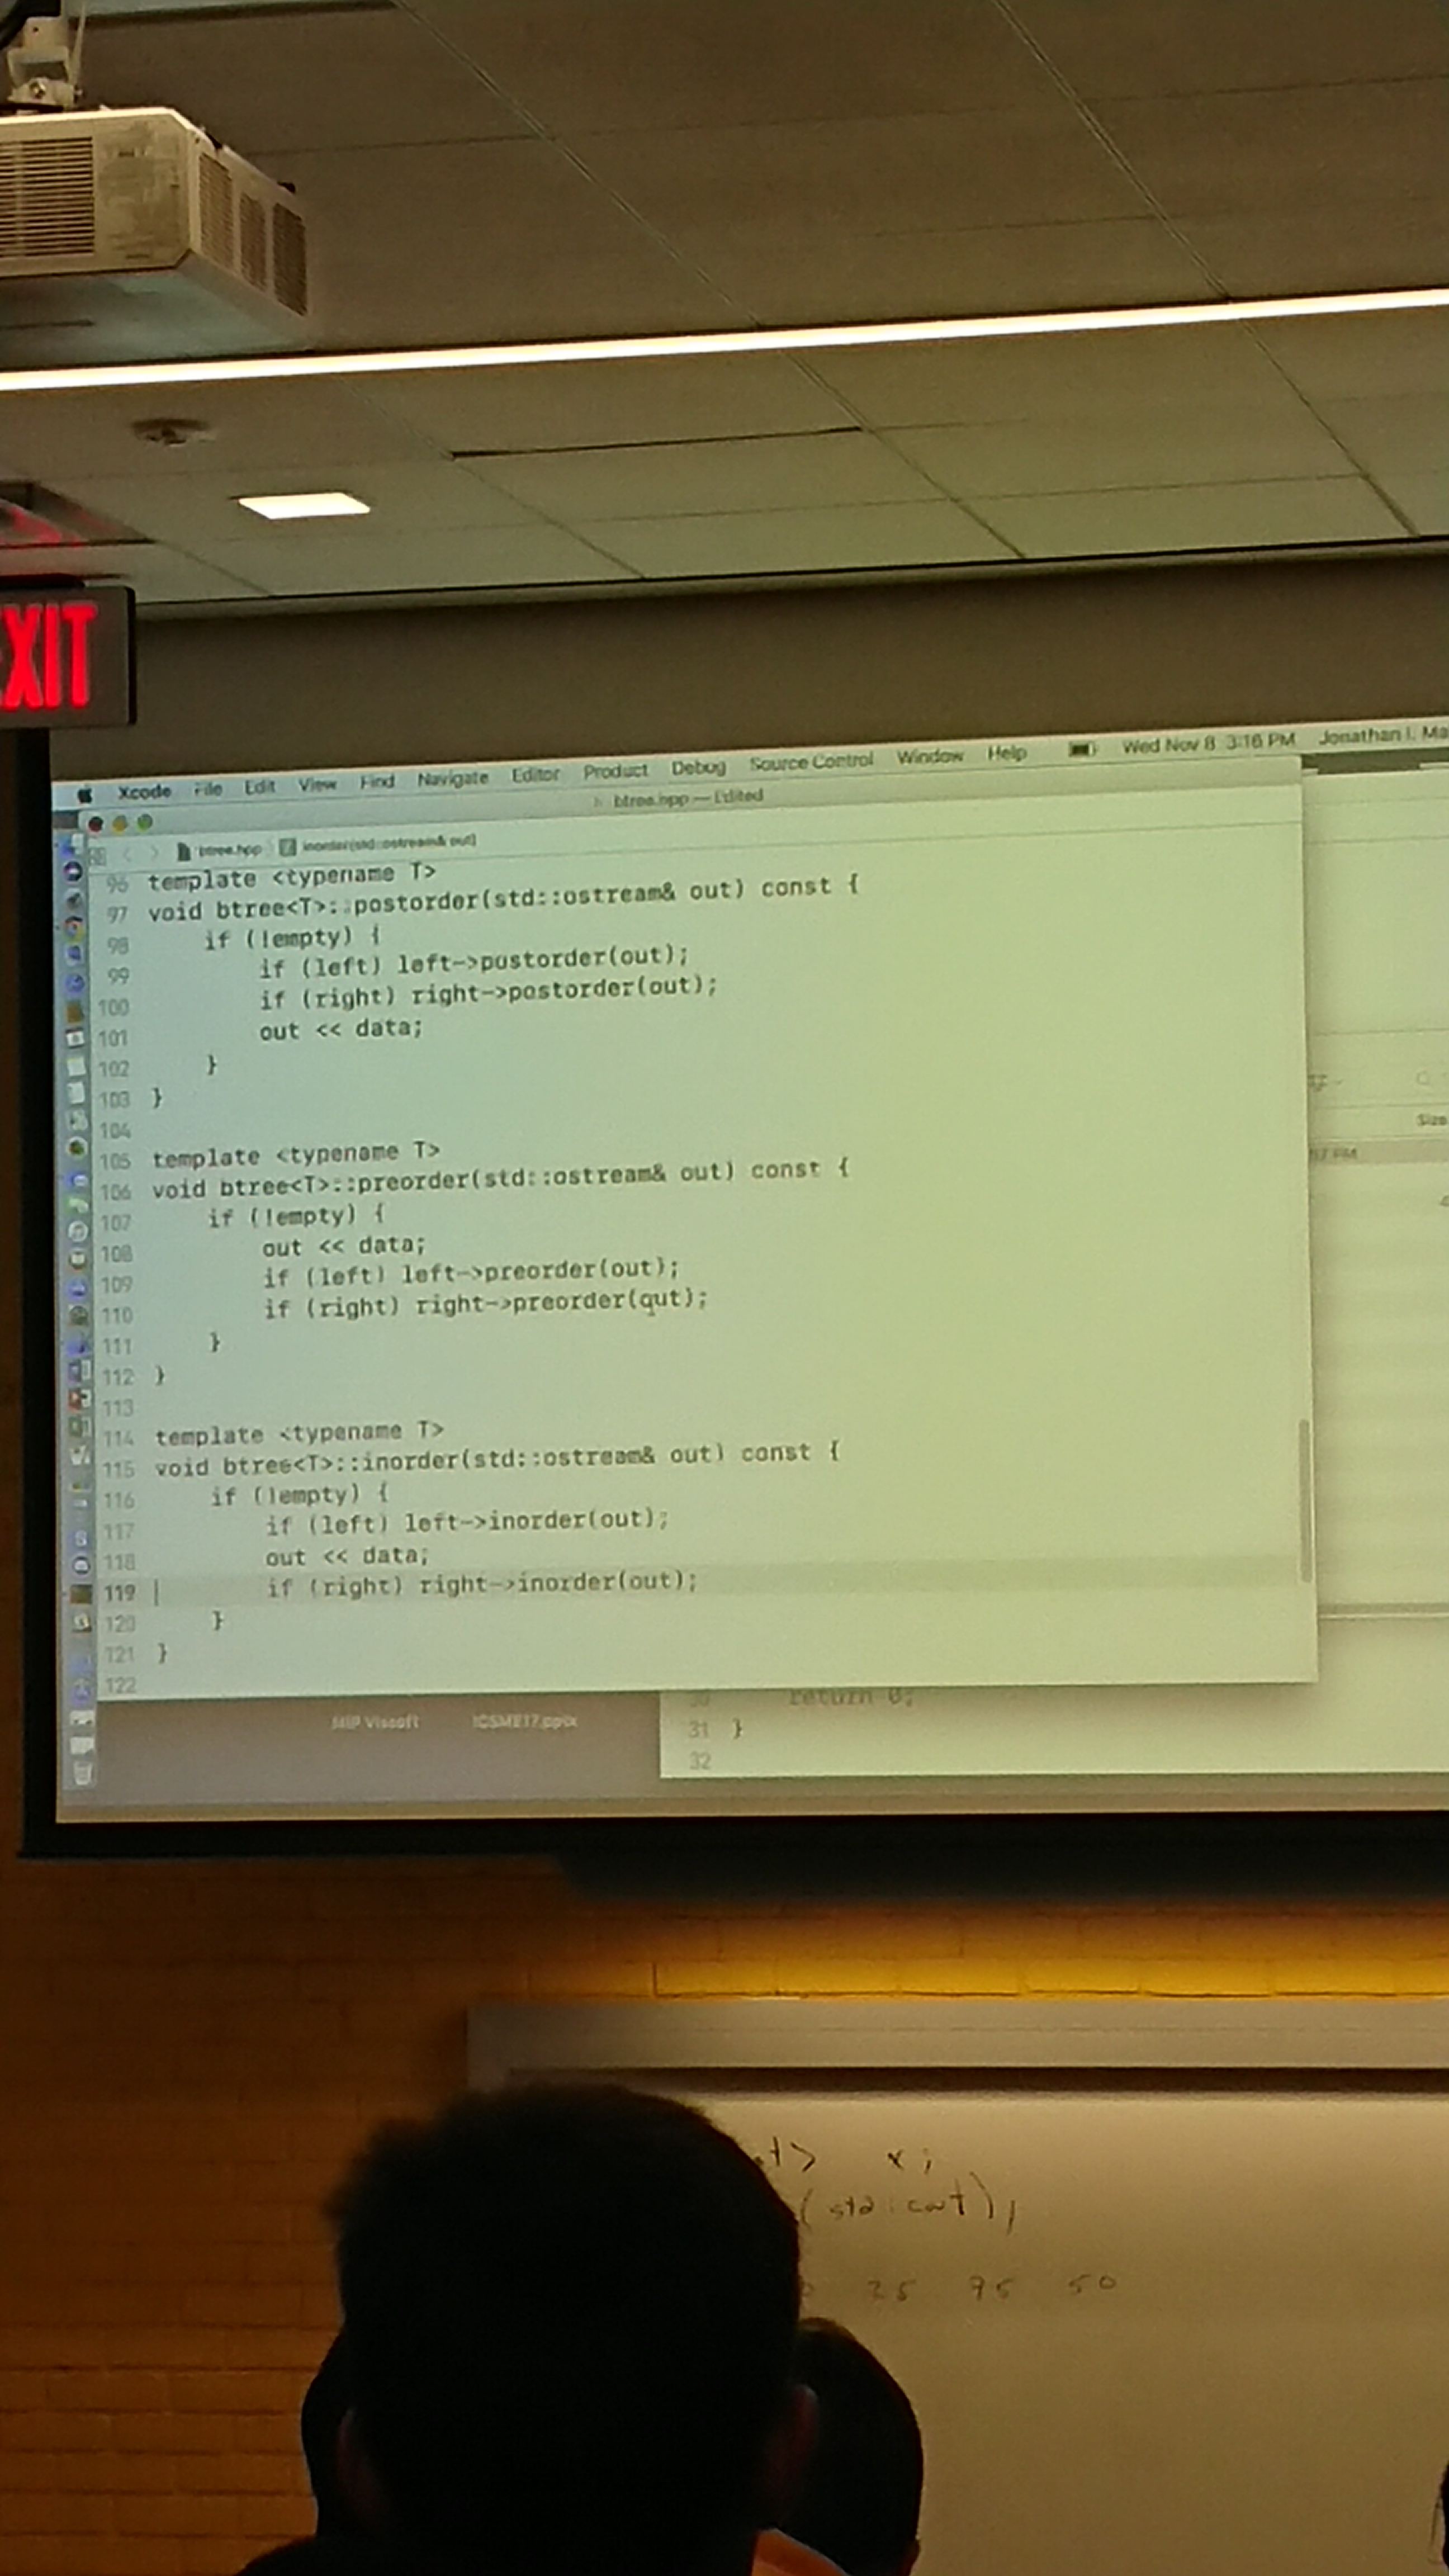 EXIT
Xcode File Edit View Find Navigate Editor Product Debug Source Control Window Help Wed Nov 8 3:16 PM Jonathan I. Ma
btree.hpp — Edited
btree.hpp inorder(std::ostream& out)
96 template <typename T>
97 void btree<T>::postorder(std::ostream& out) const {
98 if (!empty) {
99 if (left) left->postorder(out);
100 if (right) right->postorder(out);
101 out << data;
102 }
103 }
104
105 template <typename T>
106 void btree<T>::preorder(std::ostream& out) const {
107 if (!empty) {
108 out << data;
109 if (left) left->preorder(out);
110 if (right) right->preorder(out);
111 }
112 }
113
114 template <typename T>
115 void btree<T>::inorder(std::ostream& out) const {
116 if (!empty) {
117 if (left) left->inorder(out);
118 out << data;
119 if (right) right->inorder(out);
120 }
121 }
122
Size
PM
30 return 0;
31 }
32
MIP Vissoft ICSME17.pptx
t> x;
(std::cout);
25 75 50